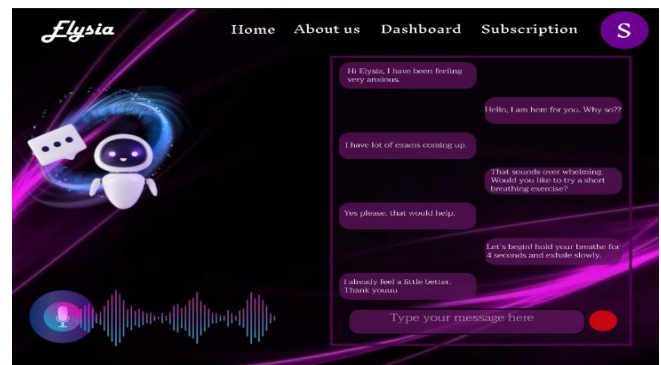 Elysia
Home About us Dashboard Subscription S
Hi Elysia, I have been feeling
very anxious.
Hello, I am here for you. Why so??
I have lot of exams coming up.
That sounds over whelming.
Would you like to try a short
breathing exercise?
Yes please, that would help.
Let's begin! hold your breathe for
4 seconds and exhale slowly.
I already feel a little better.
Thank youuu
Type your message here